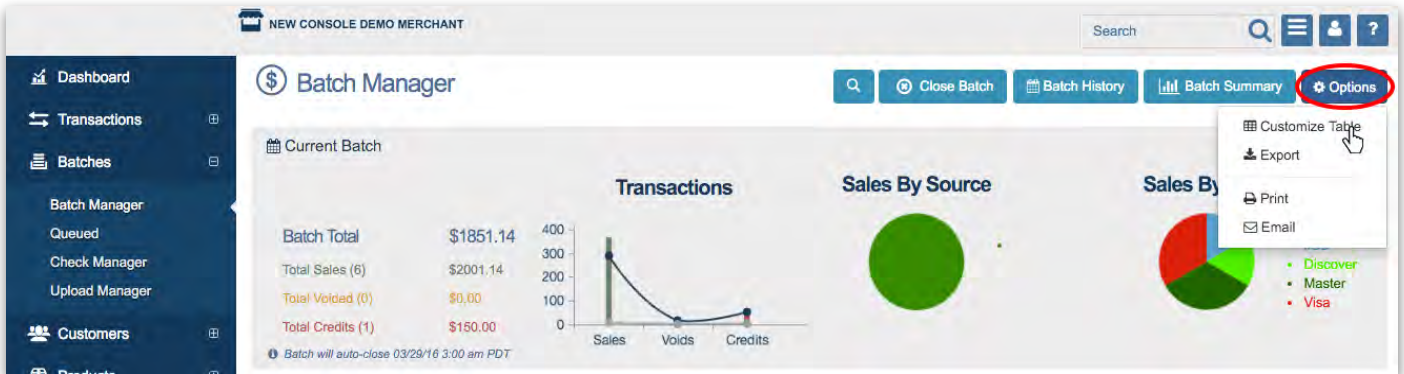 NEW CONSOLE DEMO MERCHANT
Search
?
Dashboard
Transactions
Batches
Batch Manager
Queued
Check Manager
Upload Manager
Customers
$ Batch Manager
Close Batch
Batch History
Batch Summary
Options
Customize Table
Export
Print
Email
Current Batch
Batch Total $1851.14
Total Sales (6) $2001.14
Total Voided (0) $0.00
Total Credits (1) $150.00
Batch will auto-close 03/29/16 3:00 am PDT
Transactions
400
300
200
100
0
Sales Voids Credits
Sales By Source
Sales By
Discover
Master
Visa